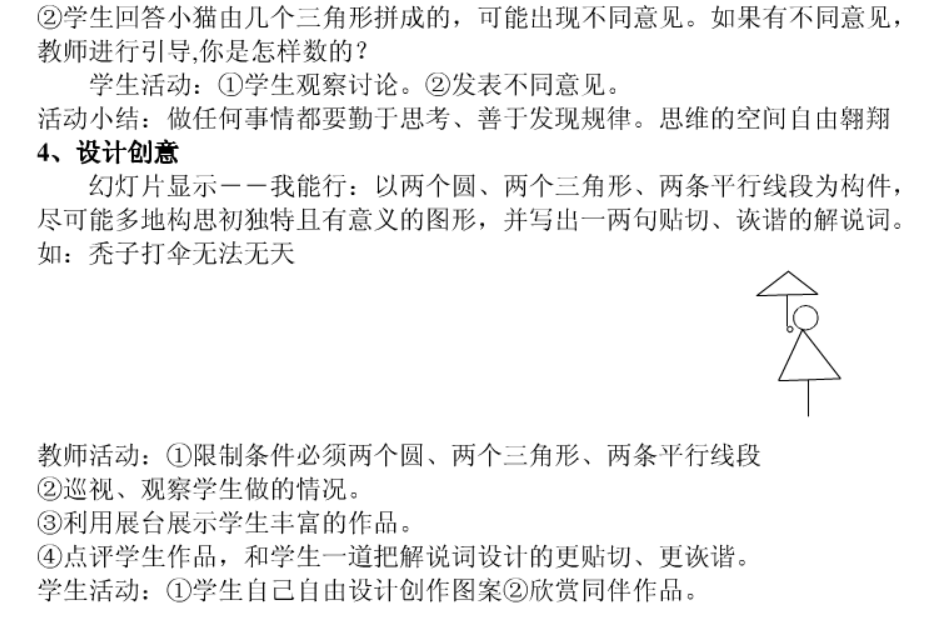 ②学生回答小猫由几个三角形拼成的，可能出现不同意见。如果有不同意见，
教师进行引导,你是怎样数的？
学生活动：①学生观察讨论。②发表不同意见。
活动小结：做任何事情都要勤于思考、善于发现规律。思维的空间自由翱翔
4、设计创意
幻灯片显示－－我能行：以两个圆、两个三角形、两条平行线段为构件，
尽可能多地构思初独特且有意义的图形，并写出一两句贴切、诙谐的解说词。
如：秃子打伞无法无天
教师活动：①限制条件必须两个圆、两个三角形、两条平行线段
②巡视、观察学生做的情况。
③利用展台展示学生丰富的作品。
④点评学生作品，和学生一道把解说词设计的更贴切、更诙谐。
学生活动：①学生自己自由设计创作图案②欣赏同伴作品。